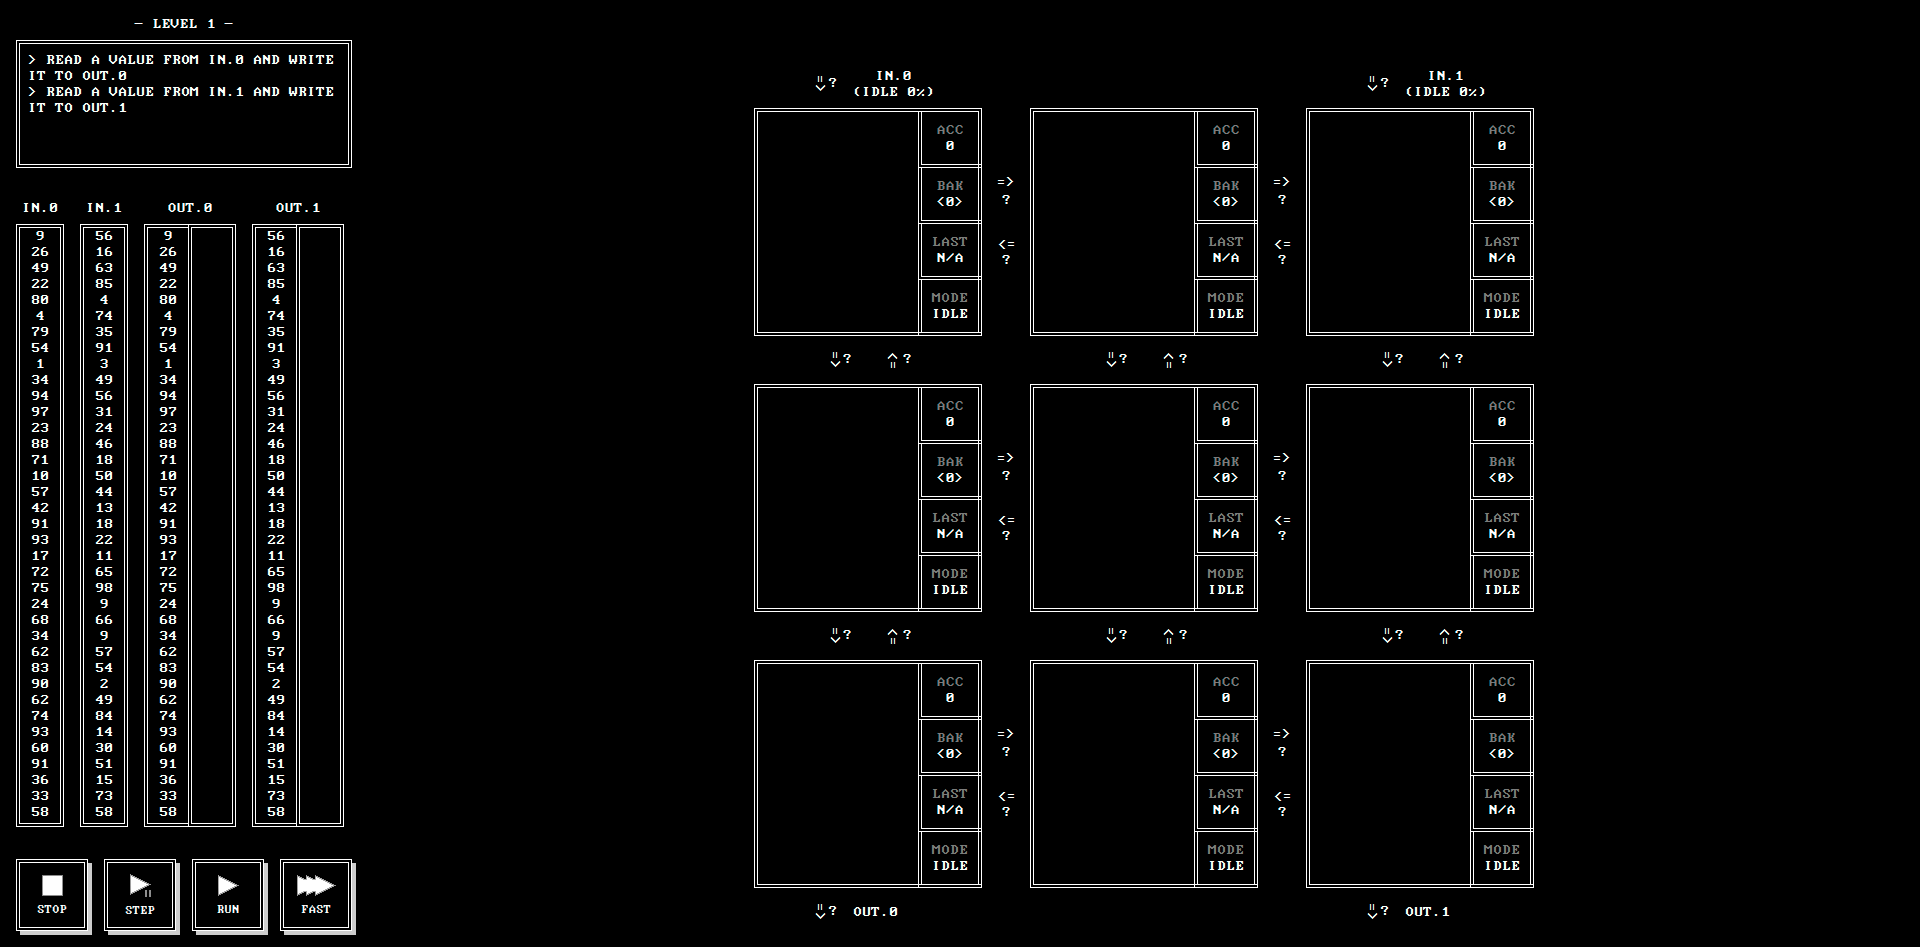 — LEVEL 1 —
> READ A VALUE FROM IN.0 AND WRITE
IT TO OUT.0
> READ A VALUE FROM IN.1 AND WRITE
IT TO OUT.1
IN.0 IN.1 OUT.0 OUT.1
9 56 9 56
26 16 26 16
49 63 49 63
22 85 22 85
80 4 80 4
4 74 4 74
79 35 79 35
54 91 54 91
1 3 1 3
34 49 34 49
94 56 94 56
97 31 97 31
23 24 23 24
88 46 88 46
71 18 71 18
10 50 10 50
57 44 57 44
42 13 42 13
91 18 91 18
93 22 93 22
17 11 17 11
72 65 72 65
75 98 75 98
24 9 24 9
68 66 68 66
34 9 34 9
62 57 62 57
83 54 83 54
90 2 90 2
62 49 62 49
74 84 74 84
93 14 93 14
60 30 60 30
91 51 91 51
36 15 36 15
33 73 33 73
58 58 58 58
STOP STEP RUN FAST
? IN.0 ? IN.1
(IDLE 0%) (IDLE 0%)
ACC ACC ACC
0 0 0
=> =>
BAK BAK BAK
<0> ? <0> ? <0>
LAST <= LAST <= LAST
N/A ? N/A ? N/A
MODE MODE MODE
IDLE IDLE IDLE
? ? ? ? ? ?
ACC ACC ACC
0 0 0
=> =>
BAK BAK BAK
<0> ? <0> ? <0>
LAST <= LAST <= LAST
N/A ? N/A ? N/A
MODE MODE MODE
IDLE IDLE IDLE
? ? ? ? ? ?
ACC ACC ACC
0 0 0
=> =>
BAK BAK BAK
<0> ? <0> ? <0>
LAST <= LAST <= LAST
N/A ? N/A ? N/A
MODE MODE MODE
IDLE IDLE IDLE
? OUT.0 ? OUT.1